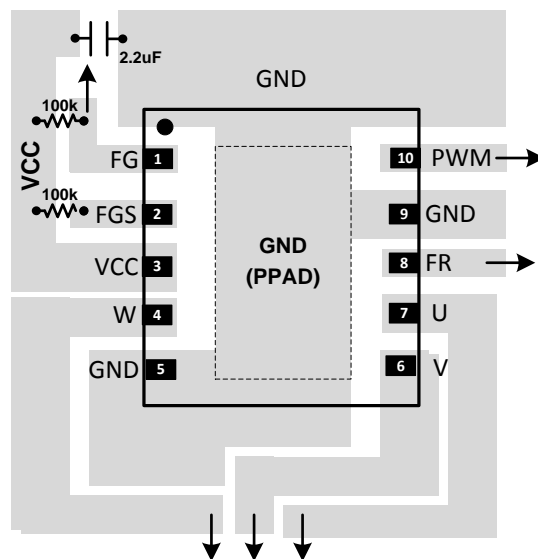 2.2uF
GND
100k
VCC
100k
FG 1
10 PWM
FGS 2
9 GND
GND
(PPAD)
VCC 3
8 FR
W 4
7 U
GND 5
6 V